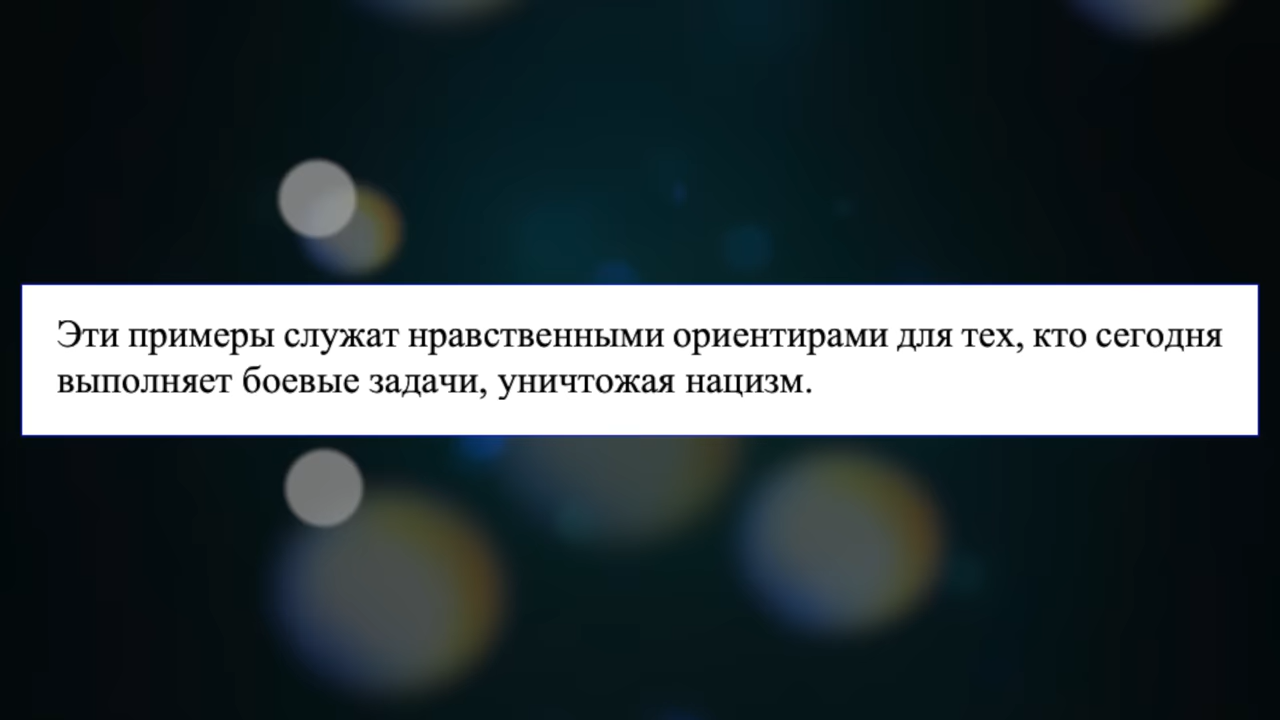 Эти примеры служат нравственными ориентирами для тех, кто сегодня
выполняет боевые задачи, уничтожая нацизм.